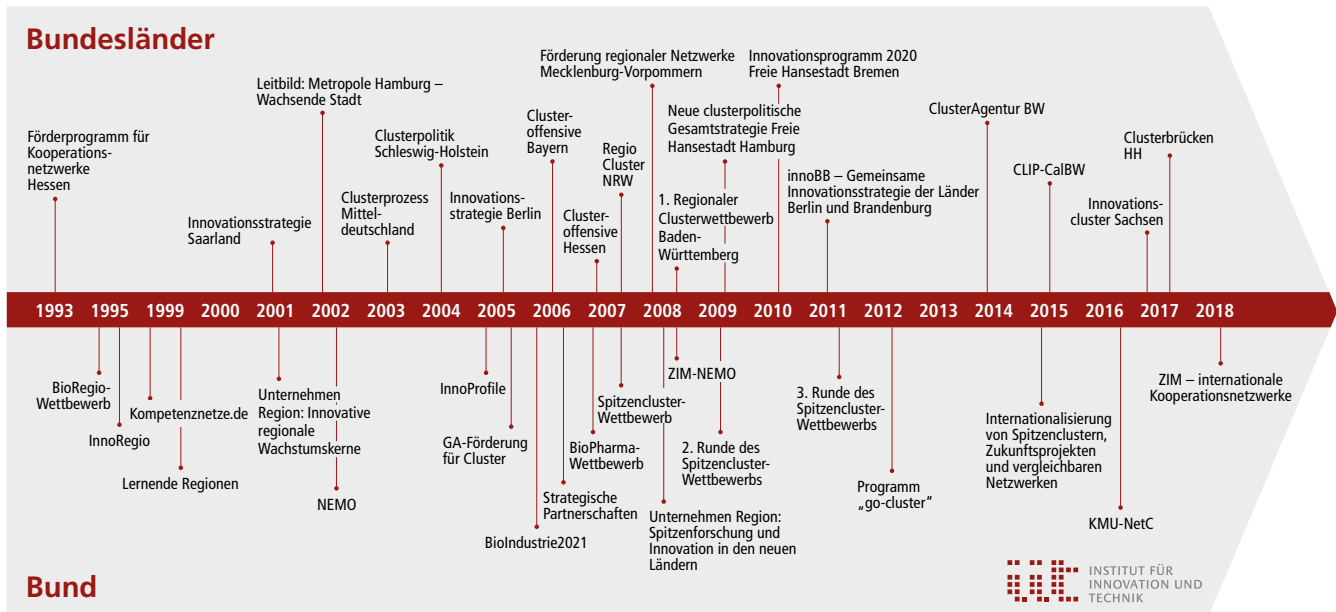 Bundesländer
Förderprogramm für
Kooperations-
netzwerke
Hessen
Innovationsstrategie
Saarland
Leitbild: Metropole Hamburg –
Wachsende Stadt
Clusterprozess
Mittel-
deutschland
Clusterpolitik
Schleswig-Holstein
Innovations-
strategie Berlin
Cluster-
offensive
Bayern
Cluster-
offensive
Hessen
Regio
Cluster
NRW
Förderung regionaler Netzwerke
Mecklenburg-Vorpommern
1. Regionaler
Clusterwettbewerb
Baden-
Württemberg
Neue clusterpolitische
Gesamtstrategie Freie
Hansestadt Hamburg
Innovationsprogramm 2020
Freie Hansestadt Bremen
innoBB – Gemeinsame
Innovationsstrategie der Länder
Berlin und Brandenburg
ClusterAgentur BW
CLIP-CalBW
Innovations-
cluster Sachsen
Clusterbrücken
HH
1993 1995 1999 2000 2001 2002 2003 2004 2005 2006 2007 2008 2009 2010 2011 2012 2013 2014 2015 2016 2017 2018
BioRegio-
Wettbewerb
InnoRegio
Kompetenznetze.de
Lernende Regionen
Unternehmen
Region: Innovative
regionale
Wachstumskerne
NEMO
InnoProfile
GA-Förderung
für Cluster
BioIndustrie2021
Strategische
Partnerschaften
BioPharma-
Wettbewerb
Spitzencluster-
Wettbewerb
Unternehmen Region:
Spitzenforschung und
Innovation in den neuen
Ländern
ZIM-NEMO
2. Runde des
Spitzencluster-
Wettbewerbs
3. Runde des
Spitzencluster-
Wettbewerbs
Programm
„go-cluster“
Internationalisierung
von Spitzenclustern,
Zukunftsprojekten
und vergleichbaren
Netzwerken
KMU-NetC
ZIM – internationale
Kooperationsnetzwerke
Bund
iit
INSTITUT FÜR
INNOVATION UND
TECHNIK